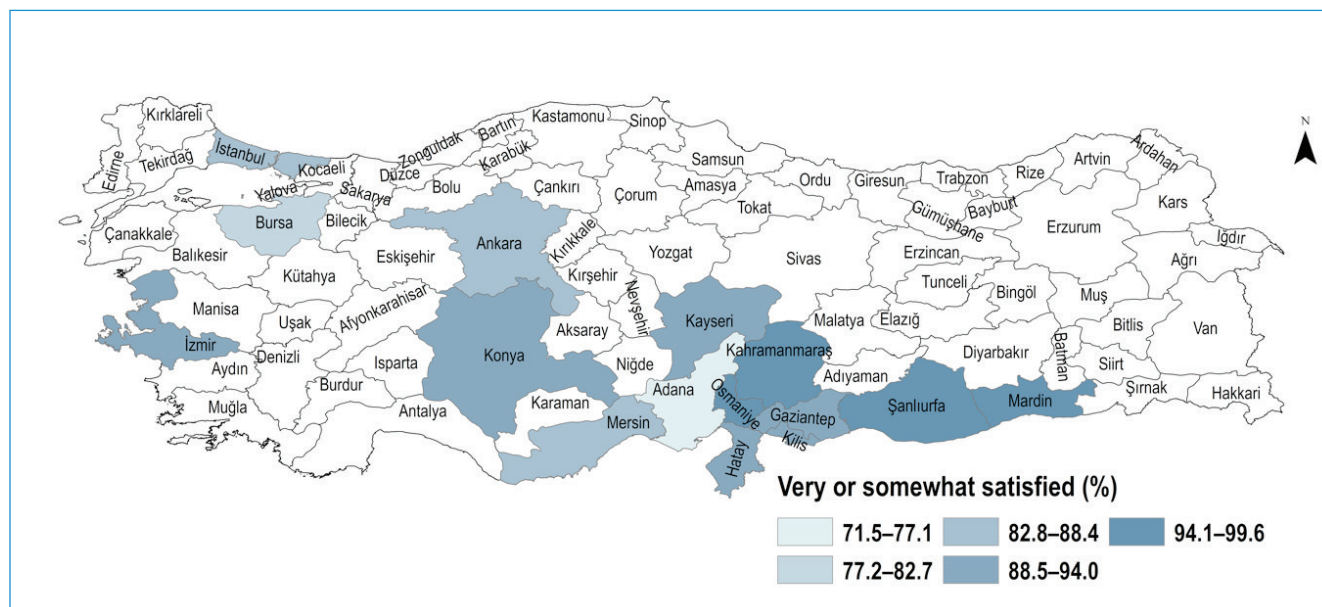 Kırklareli
Edirne
Tekirdağ
İstanbul
Kocaeli
Yalova
Sakarya
Düzce
Zonguldak
Bartın
Karabük
Kastamonu
Sinop
N
Bolu
Çankırı
Samsun
Çorum
Amasya
Ordu
Giresun
Trabzon
Rize
Artvin
Ardahan
Tokat
Gümüşhane
Bayburt
Erzurum
Kars
Iğdır
Çanakkale
Bursa
Bilecik
Balıkesir
Kütahya
Eskişehir
Ankara
Kırıkkale
Kırşehir
Yozgat
Sivas
Erzincan
Tunceli
Bingöl
Ağrı
Muş
Manisa
Uşak
Afyonkarahisar
Nevşehir
Aksaray
Kayseri
Malatya
Elazığ
Bitlis
Van
İzmir
Aydın
Denizli
Isparta
Konya
Niğde
Kahramanmaraş
Adıyaman
Diyarbakır
Batman
Siirt
Şırnak
Hakkari
Muğla
Burdur
Antalya
Karaman
Mersin
Adana
Osmaniye
Gaziantep
Kilis
Hatay
Şanlıurfa
Mardin
Very or somewhat satisfied (%)
71.5–77.1 82.8–88.4 94.1–99.6
77.2–82.7 88.5–94.0